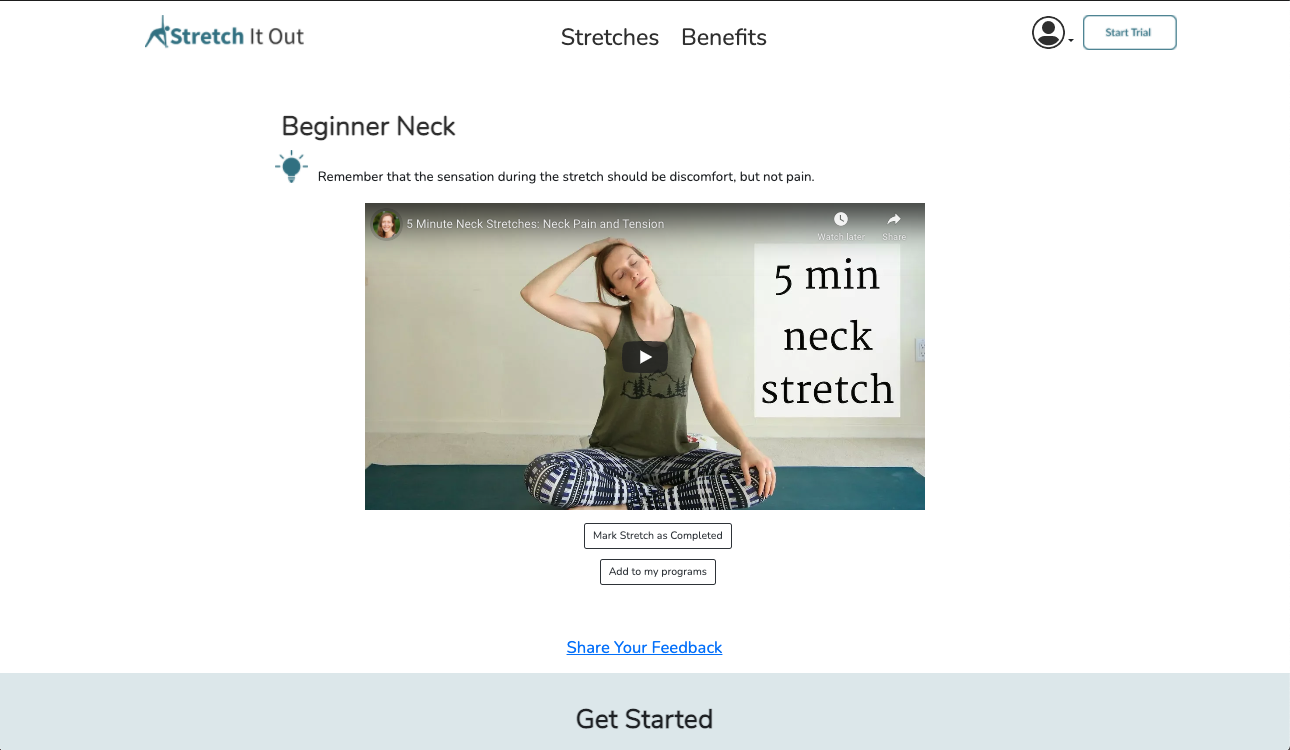 Stretch It Out
Stretches Benefits
Start Trial
Beginner Neck
Remember that the sensation during the stretch should be discomfort, but not pain.
5 Minute Neck Stretches: Neck Pain and Tension
Watch later Share
5 min
neck
stretch
Mark Stretch as Completed
Add to my programs
Share Your Feedback
Get Started